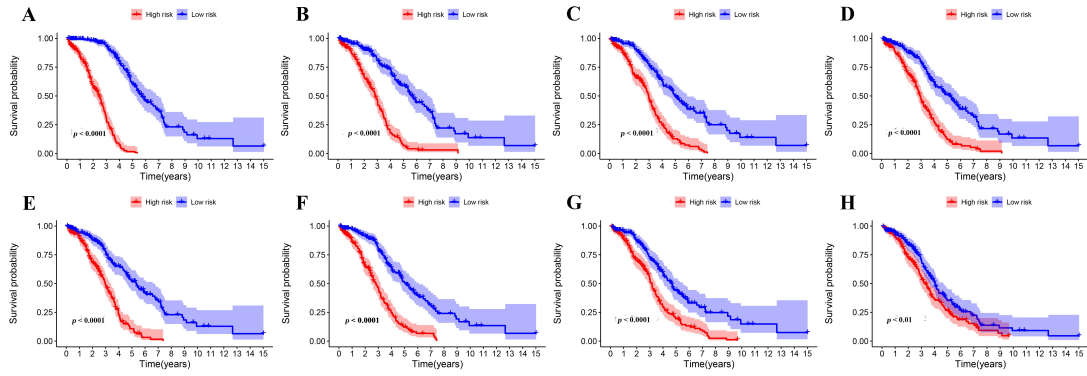 A
High risk Low risk
Survival probability
1.00
0.75
0.50
0.25
0.00
p < 0.0001
0 1 2 3 4 5 6 7 8 9 10 11 12 13 14 15
Time(years)
B
High risk Low risk
Survival probability
1.00
0.75
0.50
0.25
0.00
p <0.0001
0 1 2 3 4 5 6 7 8 9 10 11 12 13 14 15
Time(years)
C
High risk Low risk
Survival probability
1.00
0.75
0.50
0.25
0.00
p <0.0001
0 1 2 3 4 5 6 7 8 9 10 11 12 13 14 15
Time(years)
D
High risk Low risk
Survival probability
1.00
0.75
0.50
0.25
0.00
p <0.0001
0 1 2 3 4 5 6 7 8 9 10 11 12 13 14 15
Time(years)
E
High risk Low risk
Survival probability
1.00
0.75
0.50
0.25
0.00
p < 0.0001
0 1 2 3 4 5 6 7 8 9 10 11 12 13 14 15
Time(years)
F
High risk Low risk
Survival probability
1.00
0.75
0.50
0.25
0.00
p <0.0001
0 1 2 3 4 5 6 7 8 9 10 11 12 13 14 15
Time(years)
G
High risk Low risk
Survival probability
1.00
0.75
0.50
0.25
0.00
p <0.0001
0 1 2 3 4 5 6 7 8 9 10 11 12 13 14 15
Time(years)
H
High risk Low risk
Survival probability
1.00
0.75
0.50
0.25
0.00
p < 0.01
0 1 2 3 4 5 6 7 8 9 10 11 12 13 14 15
Time(years)